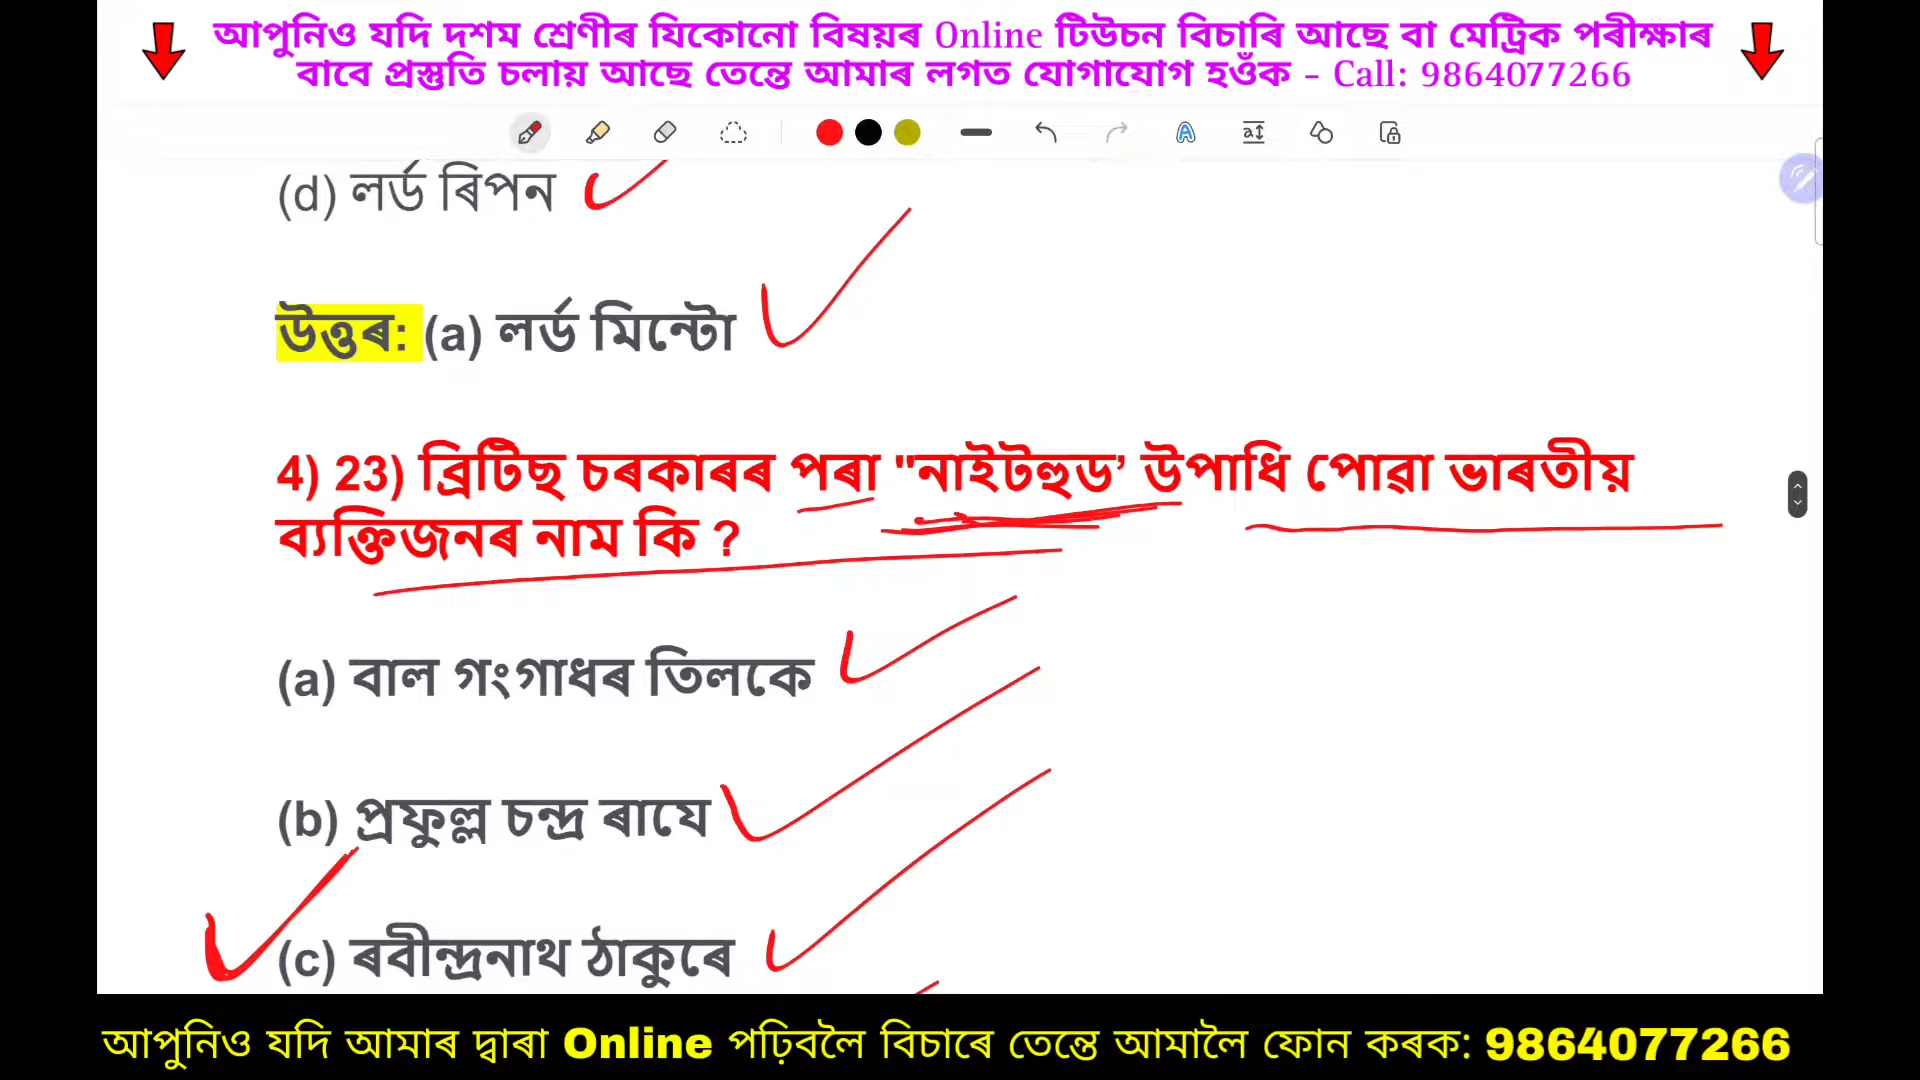 আপুনিও যদি দশম শ্ৰেণীৰ যিকোনো বিষয়ৰ Online টিউচন বিচাৰি আছে বা মেট্ৰিক পৰীক্ষাৰ
বাবে প্ৰস্তুতি চলায় আছে তেন্তে আমাৰ লগত যোগাযোগ হওঁক - Call: 9864077266
(d) লৰ্ড ৰিপন
উত্তৰ: (a) লৰ্ড মিন্টো
4) 23) ব্ৰিটিছ চৰকাৰৰ পৰা "নাইটহুড’ উপাধি পোৱা ভাৰতীয়
ব্যক্তিজনৰ নাম কি ?
(a) বাল গংগাধৰ তিলকে
(b) প্ৰফুল্ল চন্দ্ৰ ৰাযে
(c) ৰবীন্দ্ৰনাথ ঠাকুৰে
আপুনিও যদি আমাৰ দ্বাৰা Online পঢ়িবলৈ বিচাৰে তেন্তে আমালৈ ফোন কৰক: 9864077266